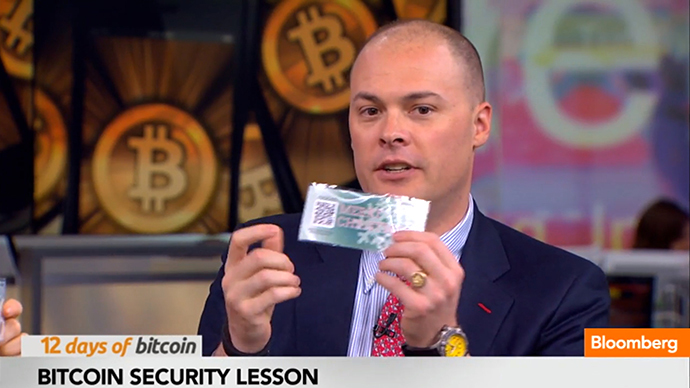 12 days of bitcoin
Bloomberg
BITCOIN SECURITY LESSON